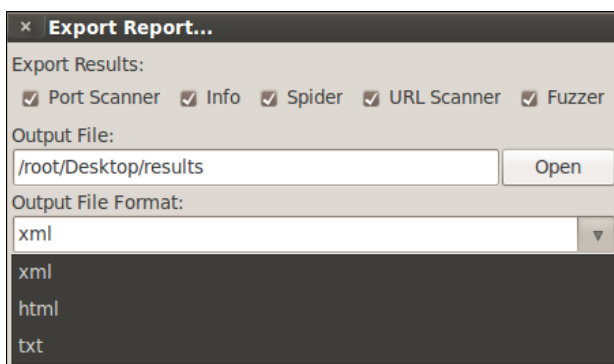 Export Report...
Export Results:
Port Scanner Info Spider URL Scanner Fuzzer
Output File:
/root/Desktop/results Open
Output File Format:
xml
xml
html
txt